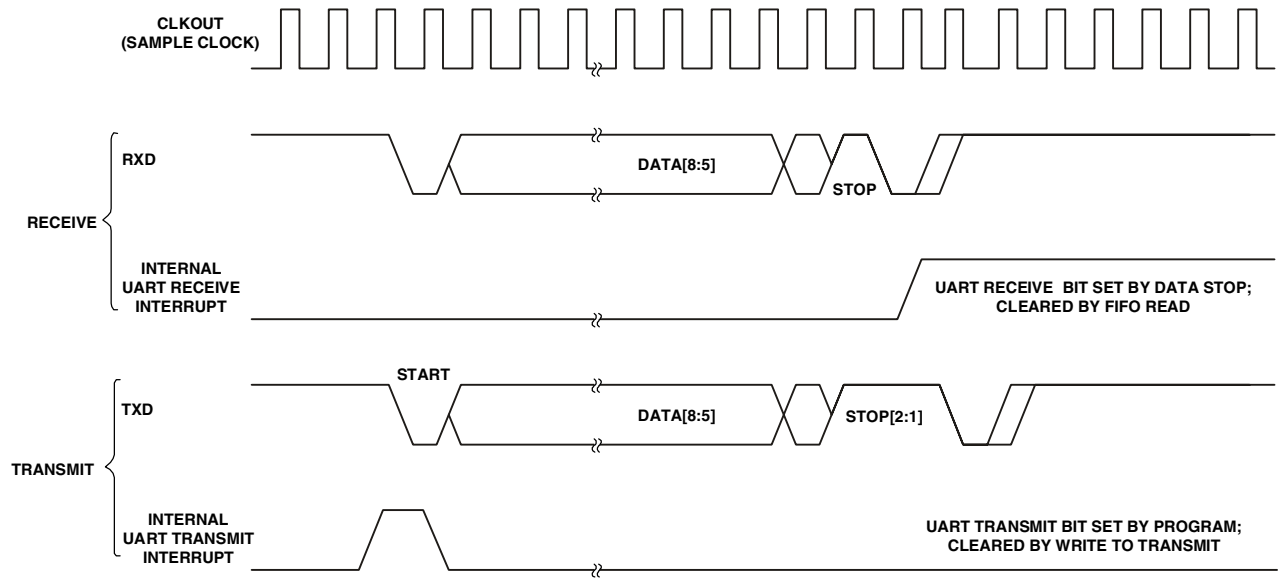 CLKOUT
(SAMPLE CLOCK)
RXD
DATA[8:5]
STOP
RECEIVE
INTERNAL
UART RECEIVE
INTERRUPT
UART RECEIVE BIT SET BY DATA STOP;
CLEARED BY FIFO READ
START
TXD
DATA[8:5]
STOP[2:1]
TRANSMIT
INTERNAL
UART TRANSMIT
INTERRUPT
UART TRANSMIT BIT SET BY PROGRAM;
CLEARED BY WRITE TO TRANSMIT